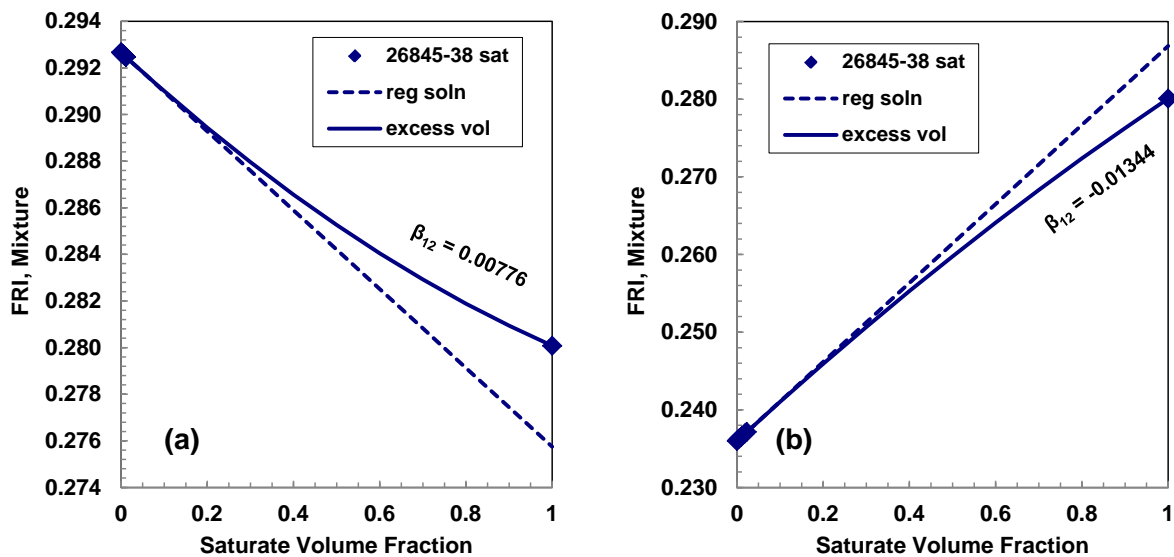 0.294
0.292
0.290
0.288
0.286
0.284
0.282
0.280
0.278
0.276
0.274
FRI, Mixture
26845-38 sat
reg soln
excess vol
β12 = 0.00776
(a)
0 0.2 0.4 0.6 0.8 1
Saturate Volume Fraction
0.290
0.280
0.270
0.260
0.250
0.240
0.230
FRI, Mixture
26845-38 sat
reg soln
excess vol
β12 = -0.01344
(b)
0 0.2 0.4 0.6 0.8 1
Saturate Volume Fraction